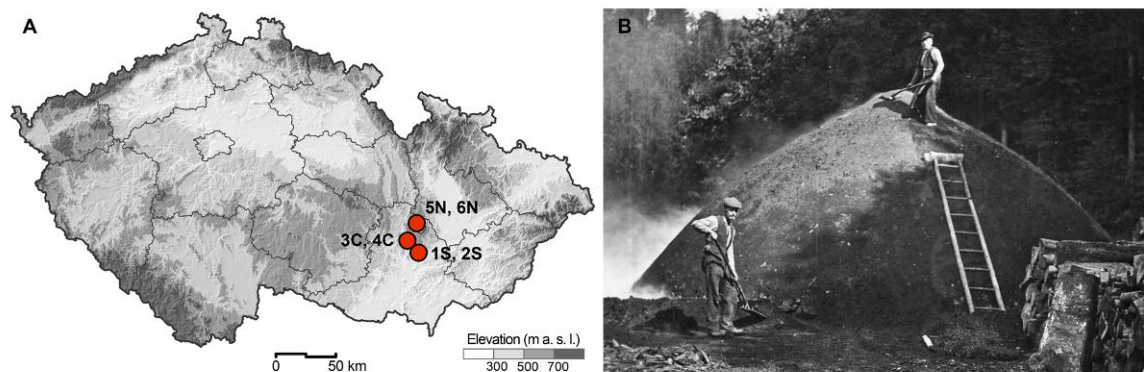 A
5N, 6N
3C, 4C
1S, 2S
Elevation (m a. s. l.)
0 50 km
300 500 700
B